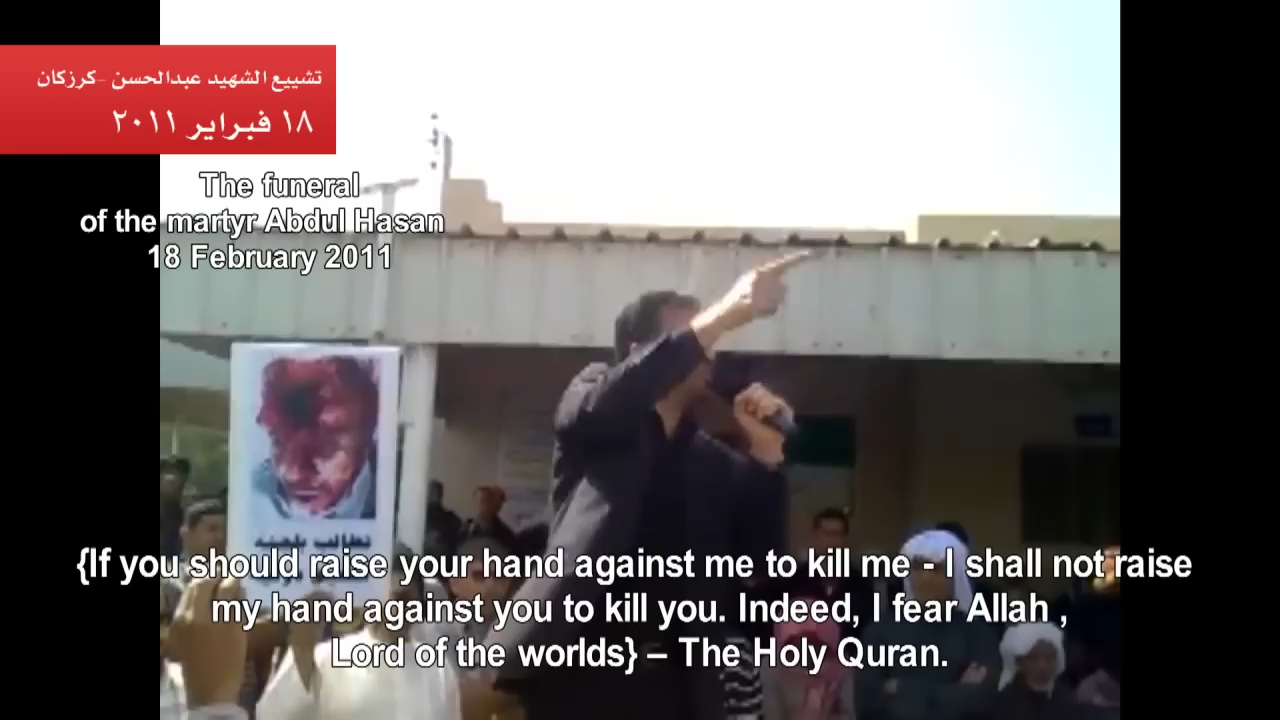 تشييع الشهيد عبدالحسن -كرزكان
١٨ فبراير ٢٠١١
The funeral
of the martyr Abdul Hasan
18 February 2011
نطالب بلجنة
{If you should raise your hand against me to kill me - I shall not raise
my hand against you to kill you. Indeed, I fear Allah ,
Lord of the worlds} – The Holy Quran.